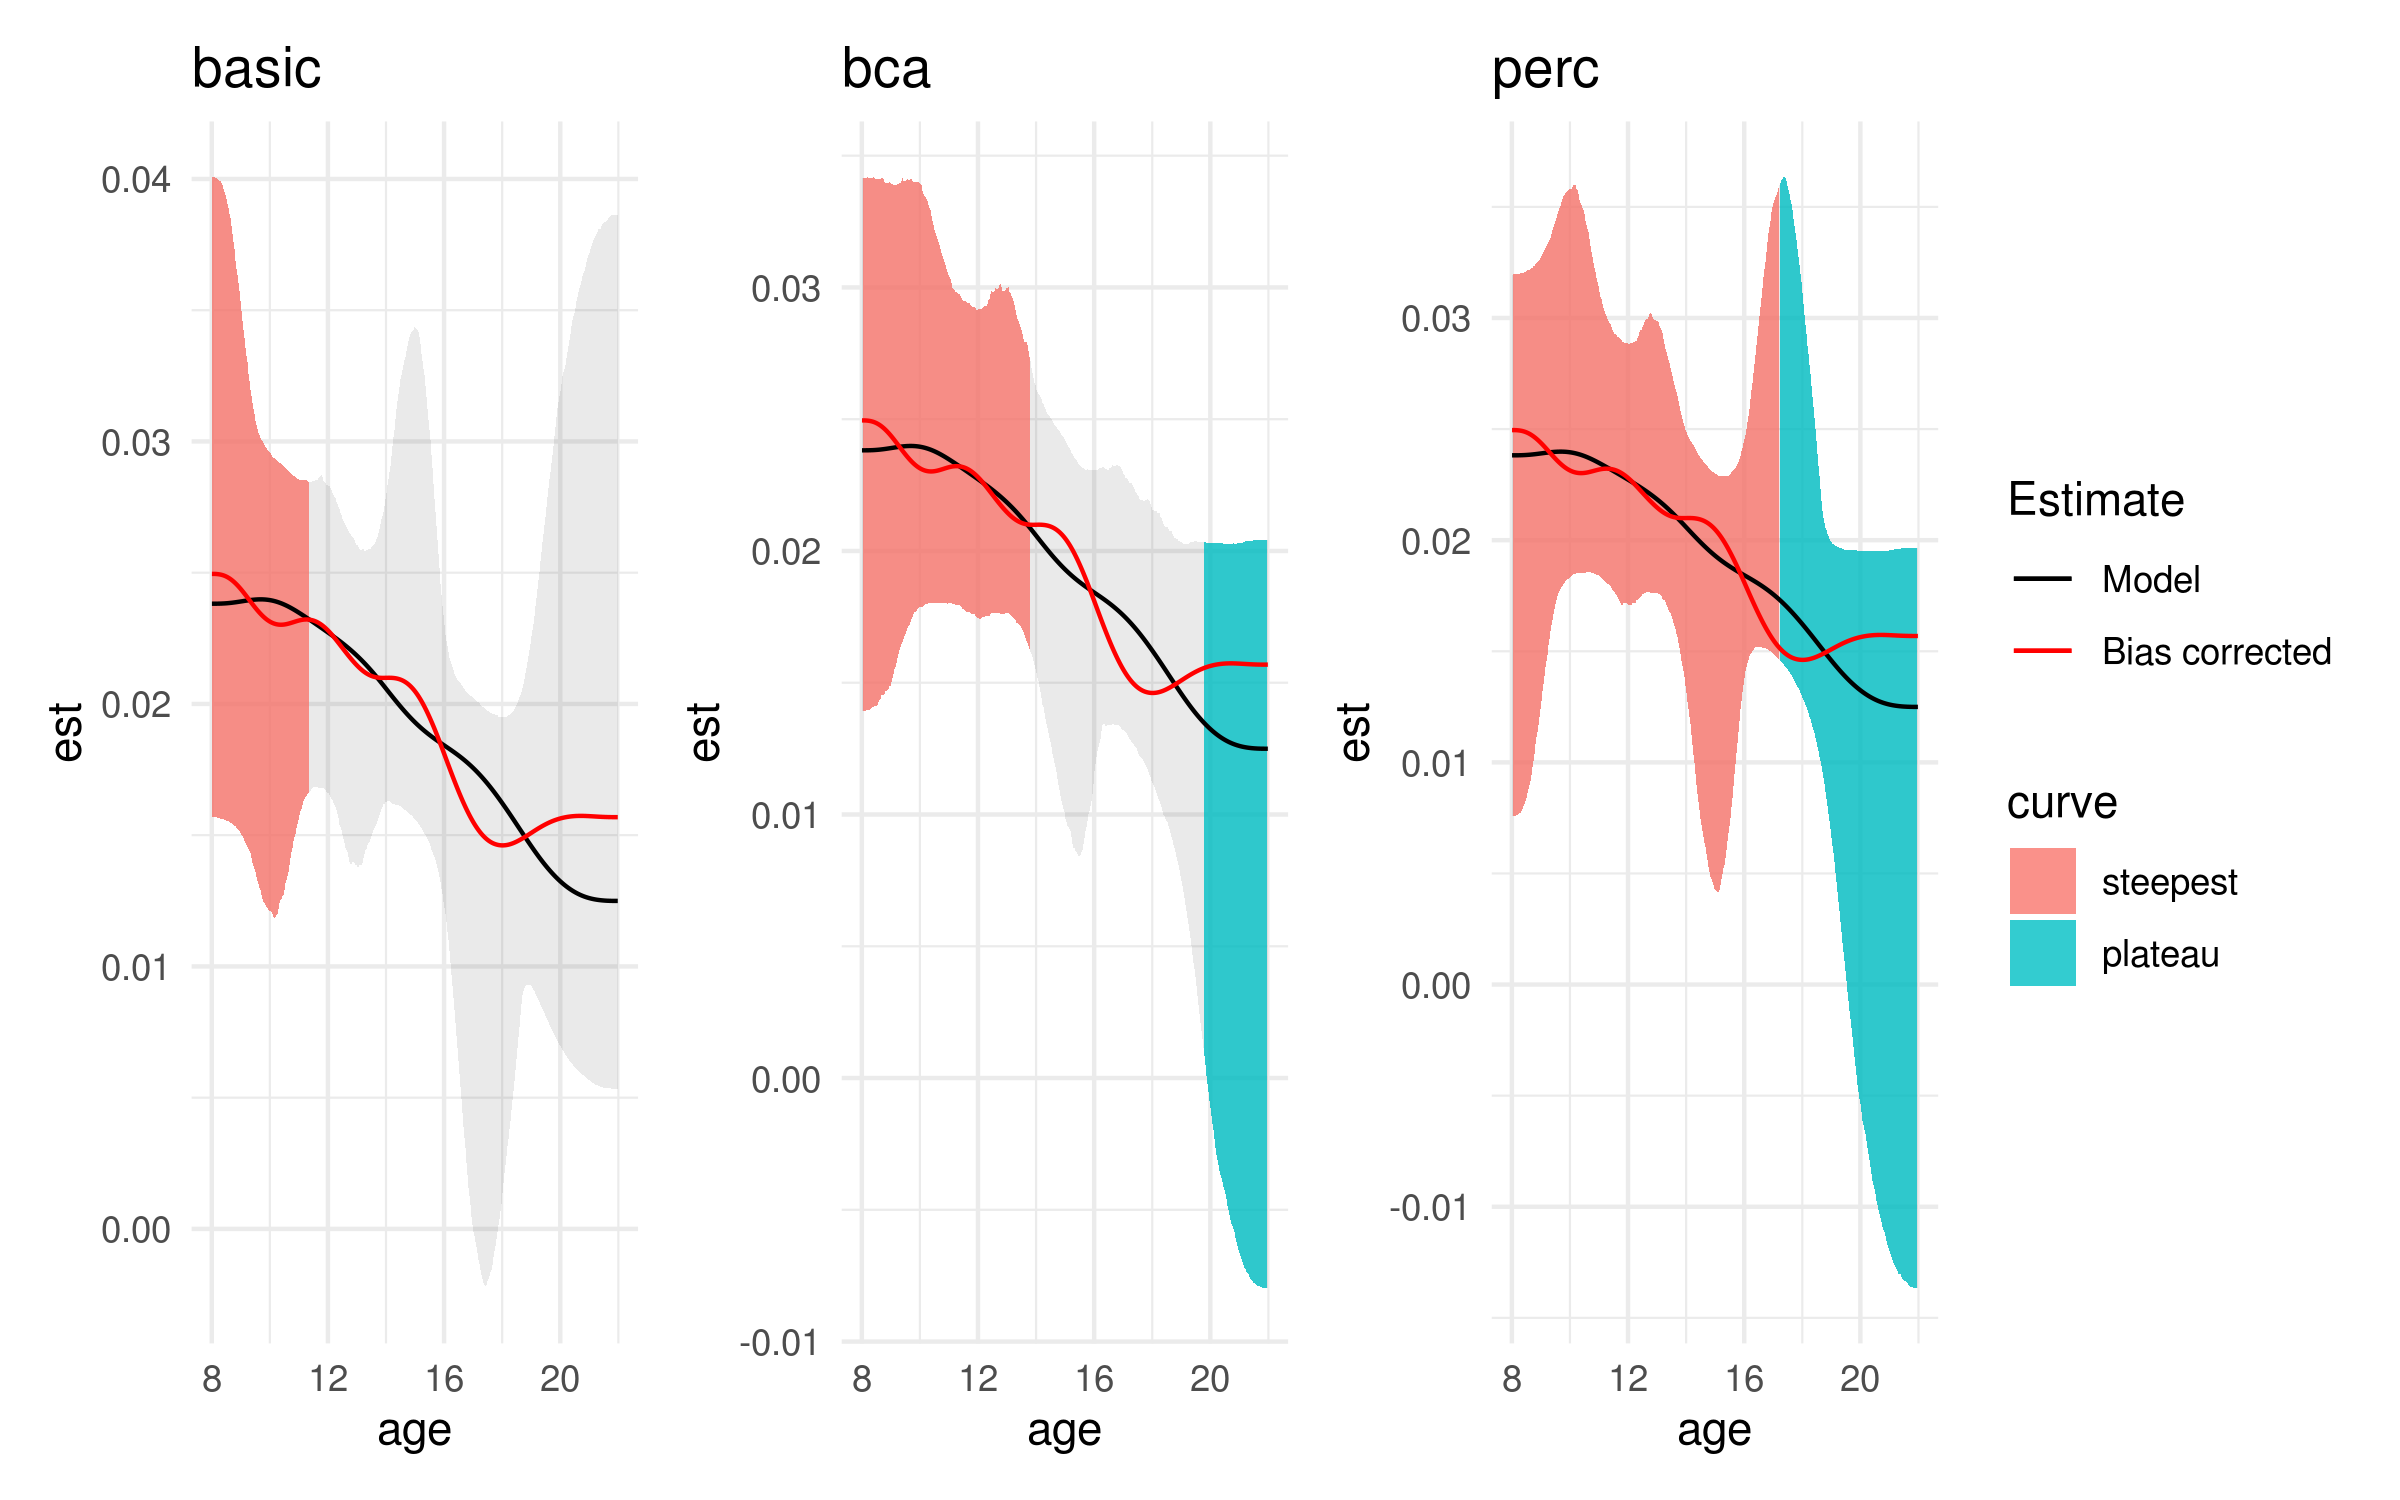 basic
0.04
0.03
0.02
0.01
0.00
est
8 12 16 20
age
bca
0.03
0.02
0.01
0.00
-0.01
est
8 12 16 20
age
perc
0.03
0.02
0.01
0.00
-0.01
est
8 12 16 20
age
Estimate
Model
Bias corrected
curve
steepest
plateau